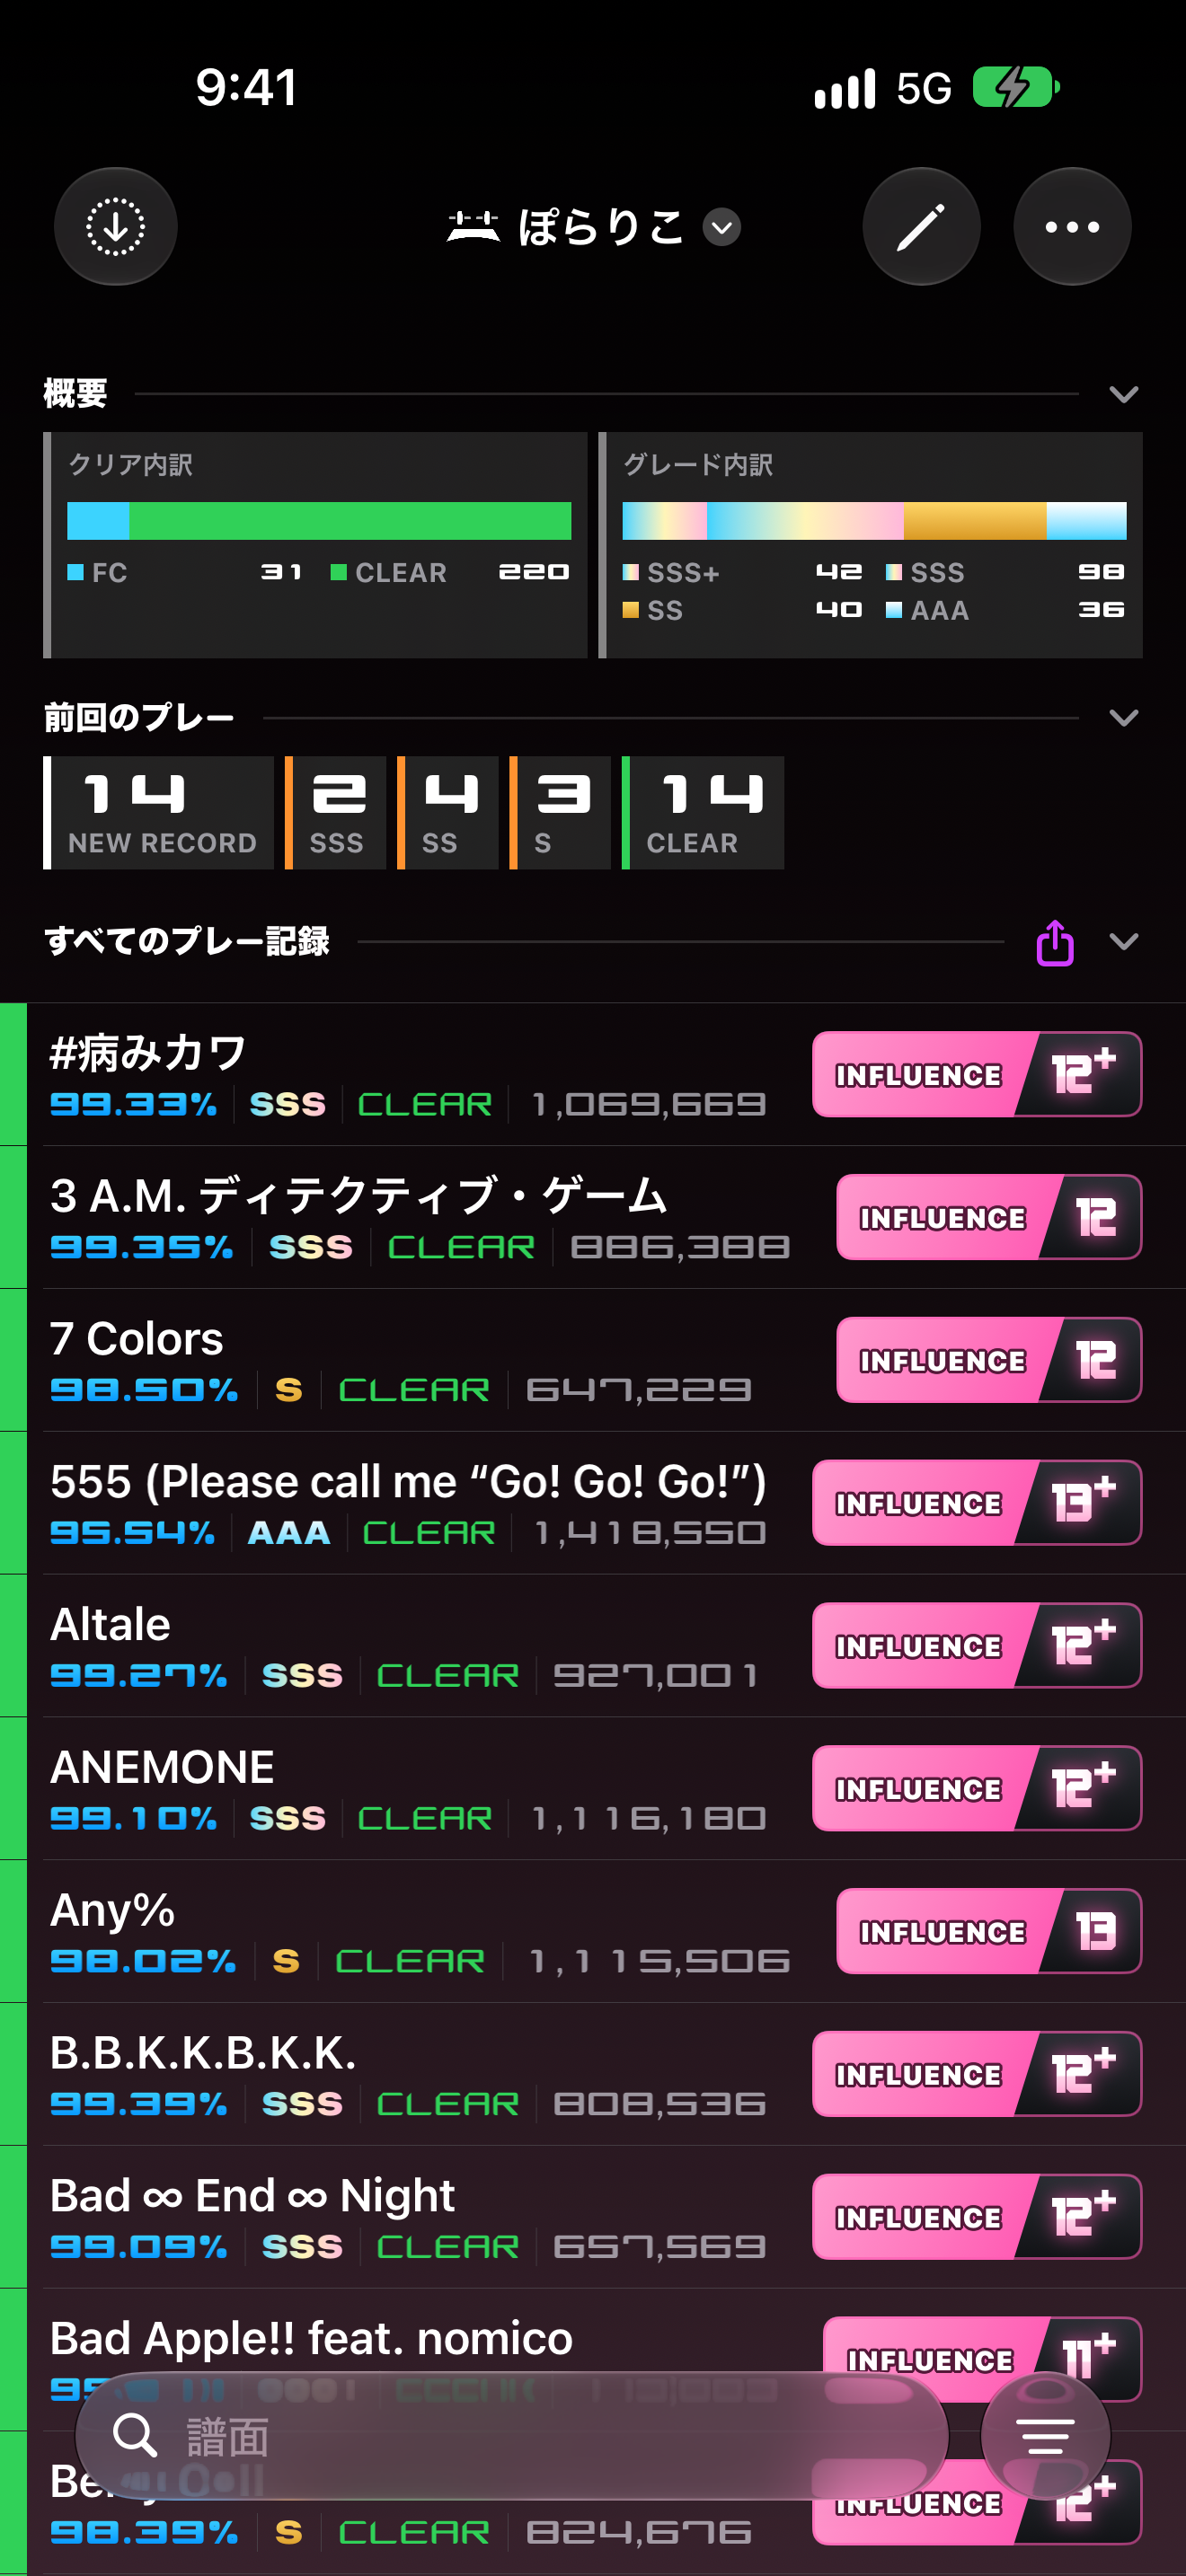 9:41 5G
ぽらりこ
概要
クリア内訳
FC 31 CLEAR 220
グレード内訳
SSS+ 42 SSS 98
SS 40 AAA 36
前回のプレー
14 NEW RECORD
2 SSS
4 SS
3 S
14 CLEAR
すべてのプレー記録
#病みカワ INFLUENCE 12+
99.33% SSS CLEAR 1,069,669
3 A.M. ディテクティブ・ゲーム INFLUENCE 12
99.35% SSS CLEAR 886,388
7 Colors INFLUENCE 12
98.50% S CLEAR 647,229
555 (Please call me “Go! Go! Go!”) INFLUENCE 13+
95.54% AAA CLEAR 1,418,550
Altale INFLUENCE 12+
99.27% SSS CLEAR 927,001
ANEMONE INFLUENCE 12+
99.10% SSS CLEAR 1,116,180
Any% INFLUENCE 13
98.02% S CLEAR 1,115,506
B.B.K.K.B.K.K. INFLUENCE 12+
99.39% SSS CLEAR 808,536
Bad ∞ End ∞ Night INFLUENCE 12+
99.09% SSS CLEAR 657,569
Bad Apple!! feat. nomico INFLUENCE 11+
譜面
INFLUENCE 12+
98.39% S CLEAR 824,676